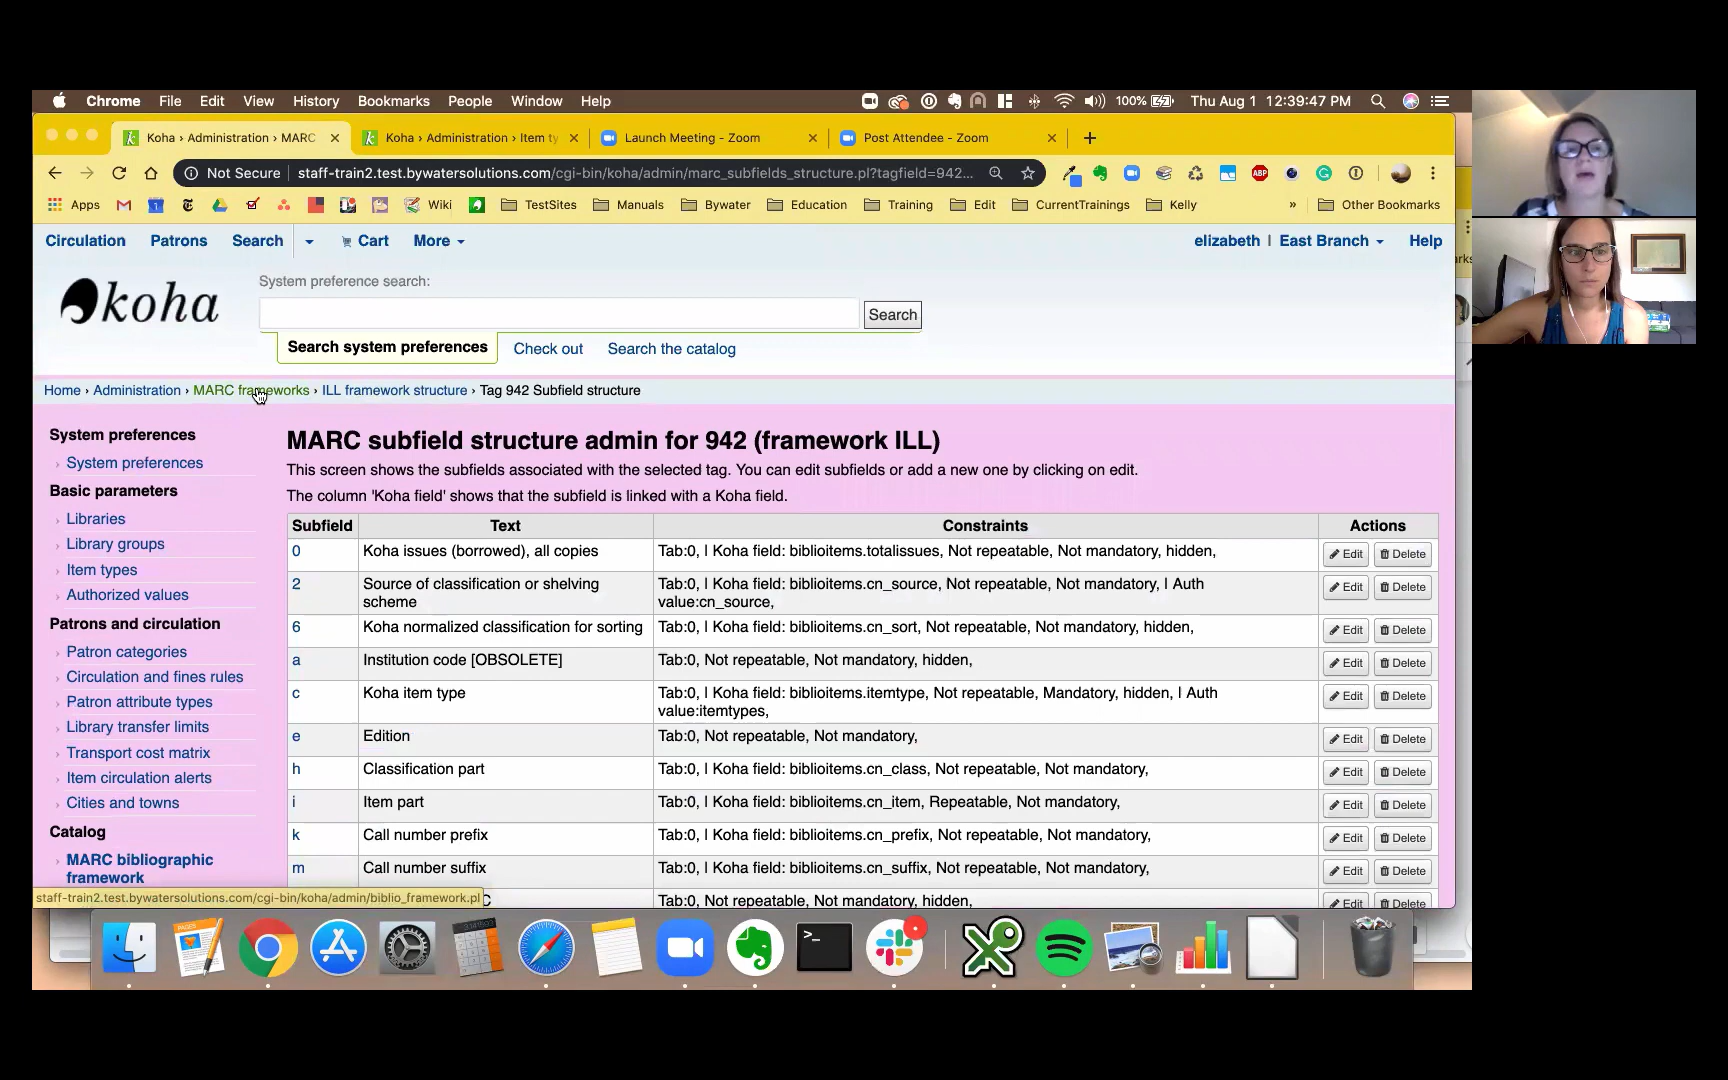 Chrome File Edit View History Bookmarks People Window Help 100% Thu Aug 1 12:39:47 PM
Koha › Administration › MARC Koha › Administration › Item ty Launch Meeting - Zoom Post Attendee - Zoom
Not Secure staff-train2.test.bywatersolutions.com/cgi-bin/koha/admin/marc_subfields_structure.pl?tagfield=942... ABP
Apps Wiki TestSites Manuals Bywater Education Training Edit CurrentTrainings Kelly » Other Bookmarks
Circulation Patrons Search Cart More elizabeth | East Branch Help
koha
System preference search:
Search
Search system preferences Check out Search the catalog
Home › Administration › MARC frameworks › ILL framework structure › Tag 942 Subfield structure
System preferences
System preferences
Basic parameters
Libraries
Library groups
Item types
Authorized values
Patrons and circulation
Patron categories
Circulation and fines rules
Patron attribute types
Library transfer limits
Transport cost matrix
Item circulation alerts
Cities and towns
Catalog
MARC bibliographic
framework
MARC subfield structure admin for 942 (framework ILL)
This screen shows the subfields associated with the selected tag. You can edit subfields or add a new one by clicking on edit.
The column 'Koha field' shows that the subfield is linked with a Koha field.
Subfield Text Constraints Actions
0 Koha issues (borrowed), all copies Tab:0, | Koha field: biblioitems.totalissues, Not repeatable, Not mandatory, hidden, Edit Delete
2 Source of classification or shelving scheme Tab:0, | Koha field: biblioitems.cn_source, Not repeatable, Not mandatory, | Auth value:cn_source, Edit Delete
6 Koha normalized classification for sorting Tab:0, | Koha field: biblioitems.cn_sort, Not repeatable, Not mandatory, hidden, Edit Delete
a Institution code [OBSOLETE] Tab:0, Not repeatable, Not mandatory, hidden, Edit Delete
c Koha item type Tab:0, | Koha field: biblioitems.itemtype, Not repeatable, Mandatory, hidden, | Auth value:itemtypes, Edit Delete
e Edition Tab:0, Not repeatable, Not mandatory, Edit Delete
h Classification part Tab:0, | Koha field: biblioitems.cn_class, Not repeatable, Not mandatory, Edit Delete
i Item part Tab:0, | Koha field: biblioitems.cn_item, Repeatable, Not mandatory, Edit Delete
k Call number prefix Tab:0, | Koha field: biblioitems.cn_prefix, Not repeatable, Not mandatory, Edit Delete
m Call number suffix Tab:0, | Koha field: biblioitems.cn_suffix, Not repeatable, Not mandatory, Edit Delete
Tab:0, Not repeatable, Not mandatory, hidden, Edit Delete
staff-train2.test.bywatersolutions.com/cgi-bin/koha/admin/biblio_framework.pl